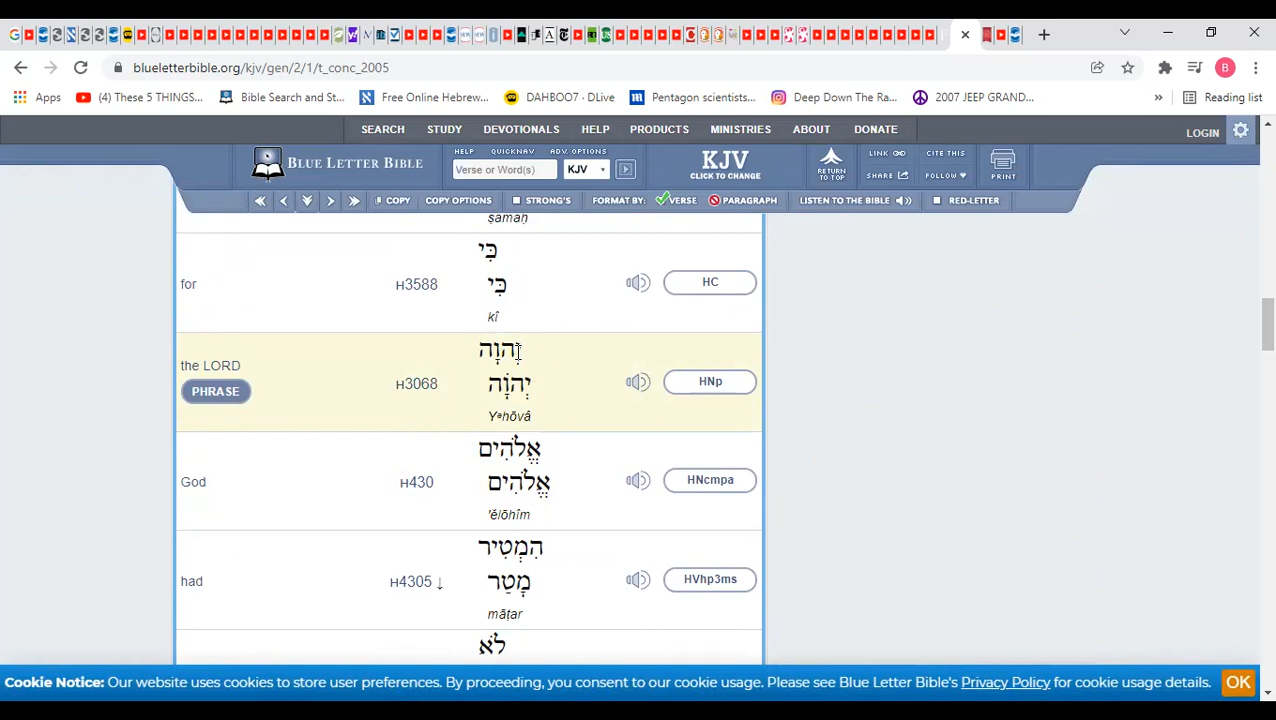 blueletterbible.org/kjv/gen/2/1/t_conc_2005
B
Apps
(4) These 5 THINGS...
Bible Search and St...
Free Online Hebrew...
DAHBOO7 - DLive
Pentagon scientists...
Deep Down The Ra...
2007 JEEP GRAND...
»
Reading list
SEARCH STUDY DEVOTIONALS HELP PRODUCTS MINISTRIES ABOUT DONATE
LOGIN
BLUE LETTER BIBLE
HELP QUICKNAV ADV. OPTIONS
Verse or Word(s)
KJV
KJV
CLICK TO CHANGE
RETURN
TO TOP
LINK
CITE THIS
SHARE
FOLLOW
PRINT
COPY COPY OPTIONS STRONG'S FORMAT BY: VERSE PARAGRAPH LISTEN TO THE BIBLE RED-LETTER
ṣāmaḥ
כִּי
for H3588 כִּי HC
kî
יְהוָה
the LORD
PHRASE
H3068 יְהֹוָה HNp
Yᵊhōvâ
אֱלֹהִים
God H430 אֱלֹהִים HNcmpa
'ĕlōhîm
הִמְטִיר
had H4305 ↓ מָטַר HVhp3ms
māṭar
לֹא
Cookie Notice: Our website uses cookies to store user preferences. By proceeding, you consent to our cookie usage. Please see Blue Letter Bible's Privacy Policy for cookie usage details. OK